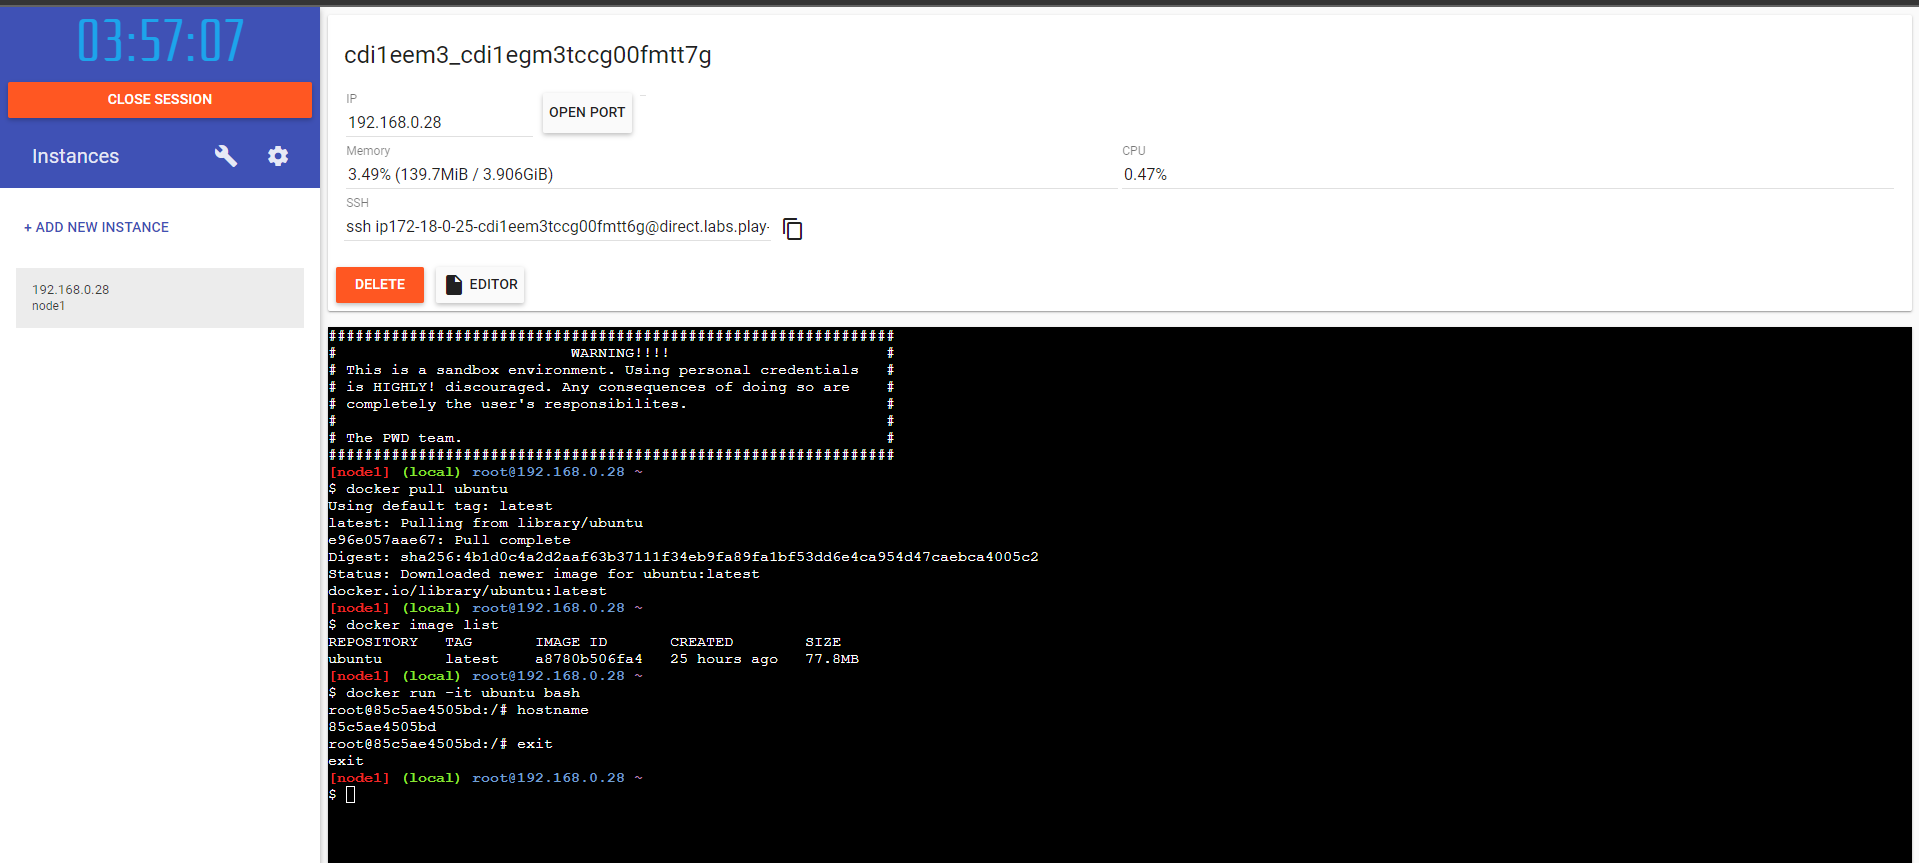 03:57:07
CLOSE SESSION
Instances
+ ADD NEW INSTANCE
192.168.0.28
node1
cdi1eem3_cdi1egm3tccg00fmtt7g
IP
192.168.0.28
OPEN PORT
Memory
3.49% (139.7MiB / 3.906GiB)
CPU
0.47%
SSH
ssh ip172-18-0-25-cdi1eem3tccg00fmtt6g@direct.labs.play-
DELETE
EDITOR
###############################################################
#                          WARNING!!!!                        #
# This is a sandbox environment. Using personal credentials   #
# is HIGHLY! discouraged. Any consequences of doing so are    #
# completely the user's responsibilites.                      #
#                                                             #
# The PWD team.                                               #
###############################################################
[node1] (local) root@192.168.0.28 ~
$ docker pull ubuntu
Using default tag: latest
latest: Pulling from library/ubuntu
e96e057aae67: Pull complete
Digest: sha256:4b1d0c4a2d2aaf63b37111f34eb9fa89fa1bf53dd6e4ca954d47caebca4005c2
Status: Downloaded newer image for ubuntu:latest
docker.io/library/ubuntu:latest
[node1] (local) root@192.168.0.28 ~
$ docker image list
REPOSITORY   TAG       IMAGE ID       CREATED        SIZE
ubuntu       latest    a8780b506fa4   25 hours ago   77.8MB
[node1] (local) root@192.168.0.28 ~
$ docker run -it ubuntu bash
root@85c5ae4505bd:/# hostname
85c5ae4505bd
root@85c5ae4505bd:/# exit
exit
[node1] (local) root@192.168.0.28 ~
$